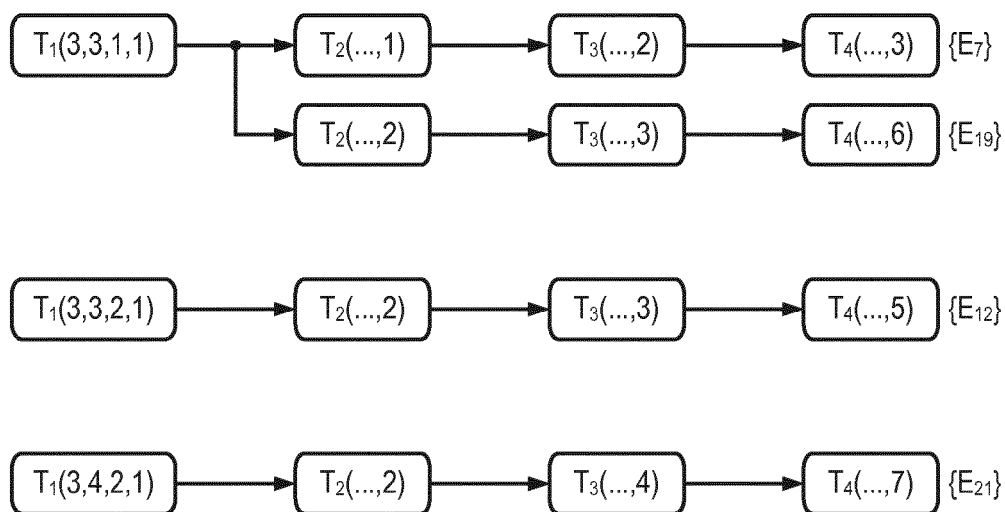 T₁(3,3,1,1) T₂(...,1) T₃(...,2) T₄(...,3) {E₇}
T₂(...,2) T₃(...,3) T₄(...,6) {E₁₉}
T₁(3,3,2,1) T₂(...,2) T₃(...,3) T₄(...,5) {E₁₂}
T₁(3,4,2,1) T₂(...,2) T₃(...,4) T₄(...,7) {E₂₁}